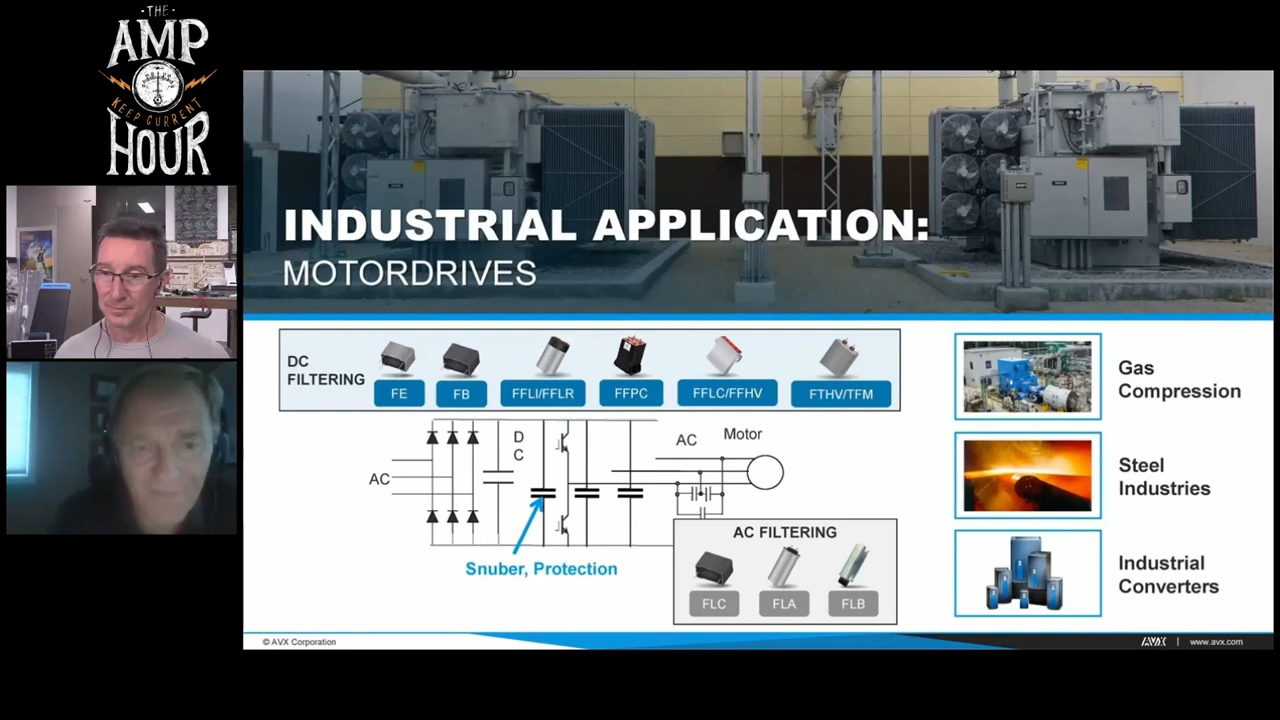 ·THE·
AMP
KEEP CURRENT
HOUR
INDUSTRIAL APPLICATION:
MOTORDRIVES
DC
FILTERING
FE
FB
FFLI/FFLR
FFPC
FFLC/FFHV
FTHV/TFM
AC
D
C
AC
Motor
Snuber, Protection
AC FILTERING
FLC
FLA
FLB
Gas
Compression
Steel
Industries
Industrial
Converters
© AVX Corporation
AVX | www.avx.com